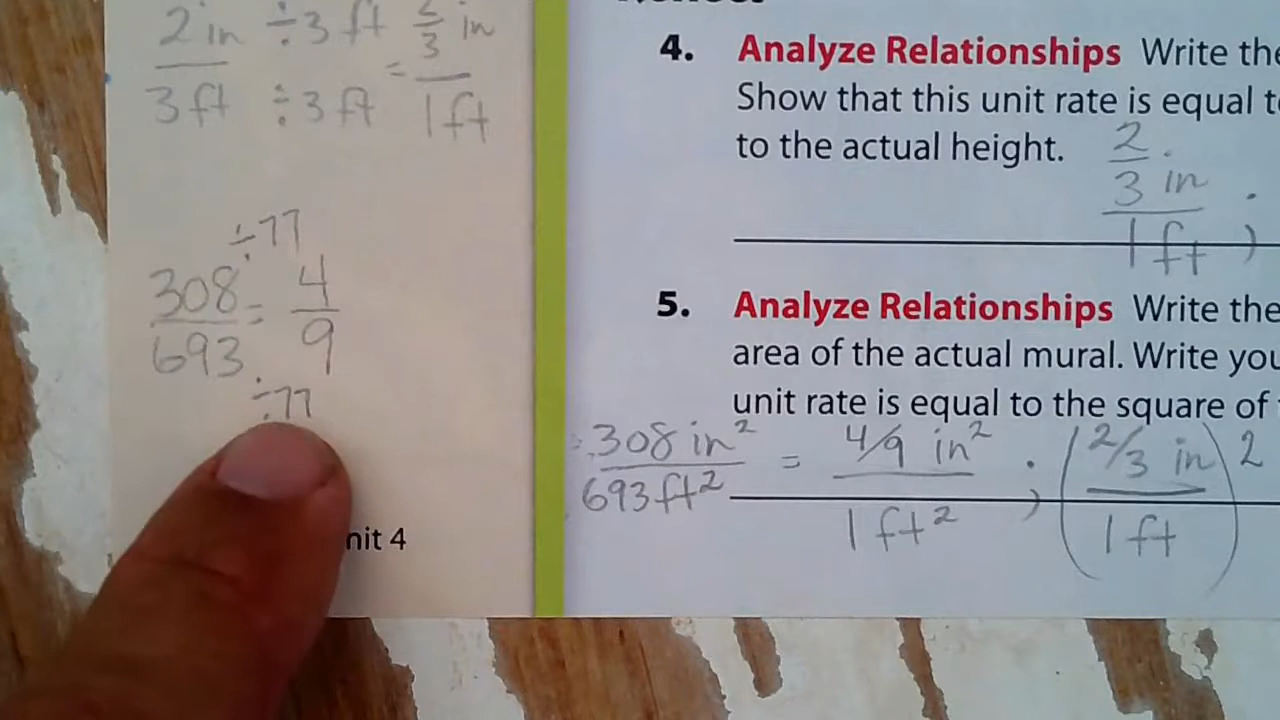 2 in ÷3 ft 2/3 in
3 ft ÷3 ft = 1 ft
÷77
308 = 4
693 9
÷77
nit 4
4. Analyze Relationships Write the
Show that this unit rate is equal t
to the actual height.
2
3 in
1 ft ;
5. Analyze Relationships Write the
area of the actual mural. Write you
unit rate is equal to the square of
308 in² = 4/9 in² ; (2/3 in) 2
693 ft² 1 ft² 1 ft